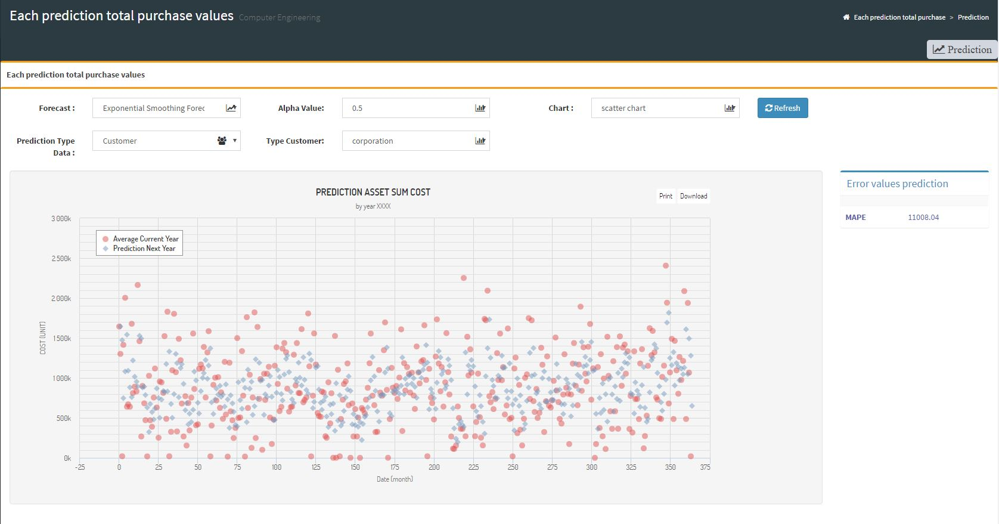 Each prediction total purchase values Computer Engineering
Each prediction total purchase > Prediction
Prediction
Each prediction total purchase values
Forecast : Exponential Smoothing Forec Alpha Value: 0.5 Chart : scatter chart Refresh
Prediction Type Data : Customer Type Customer: corporation
PREDICTION ASSET SUM COST
by year XXXX
Print Download
Average Current Year
Prediction Next Year
3 000k
2 500k
2 000k
1 500k
1 000k
500k
0k
COST (UNIT)
-25 0 25 50 75 100 125 150 175 200 225 250 275 300 325 350 375
Date (month)
Error values prediction
MAPE 11008.04